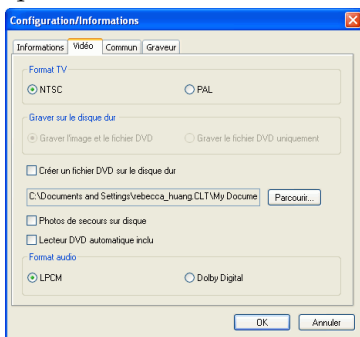 Configuration/Informations
Informations Vidéo Commun Graveur
Format TV
NTSC PAL
Graver sur le disque dur
Graver l'image et le fichier DVD Graver le fichier DVD uniquement
Créer un fichier DVD sur le disque dur
C:\Documents and Settings\rebecca_huang.CLT\My Docume Parcourir...
Photos de secours sur disque
Lecteur DVD automatique inclu
Format audio
LPCM Dolby Digital
OK Annuler